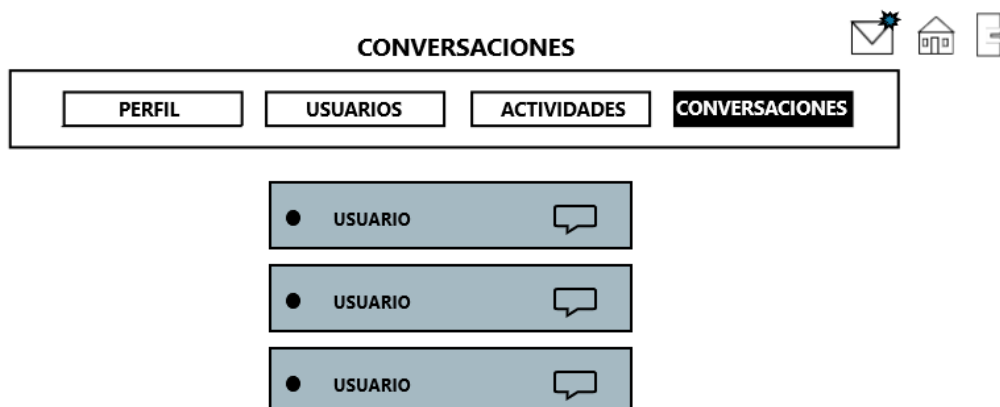 CONVERSACIONES
PERFIL USUARIOS ACTIVIDADES CONVERSACIONES
USUARIO
USUARIO
USUARIO